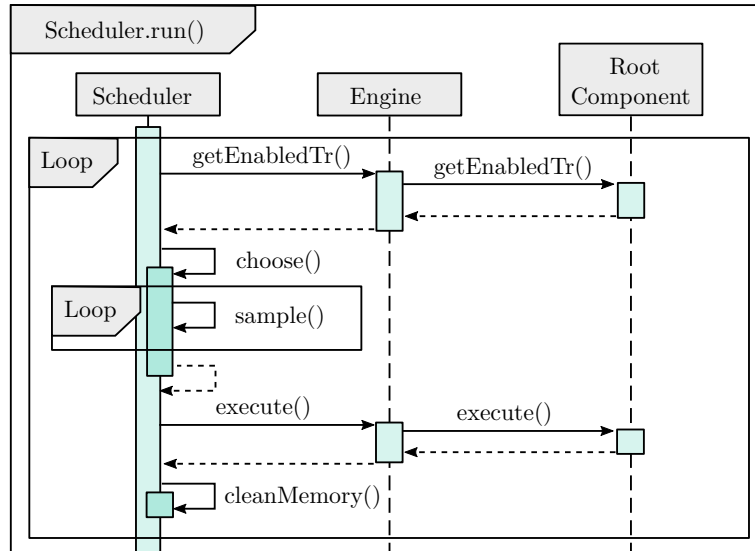 Scheduler.run()
Scheduler
Engine
Root
Component
Loop
getEnabledTr()
getEnabledTr()
choose()
Loop
sample()
execute()
execute()
cleanMemory()